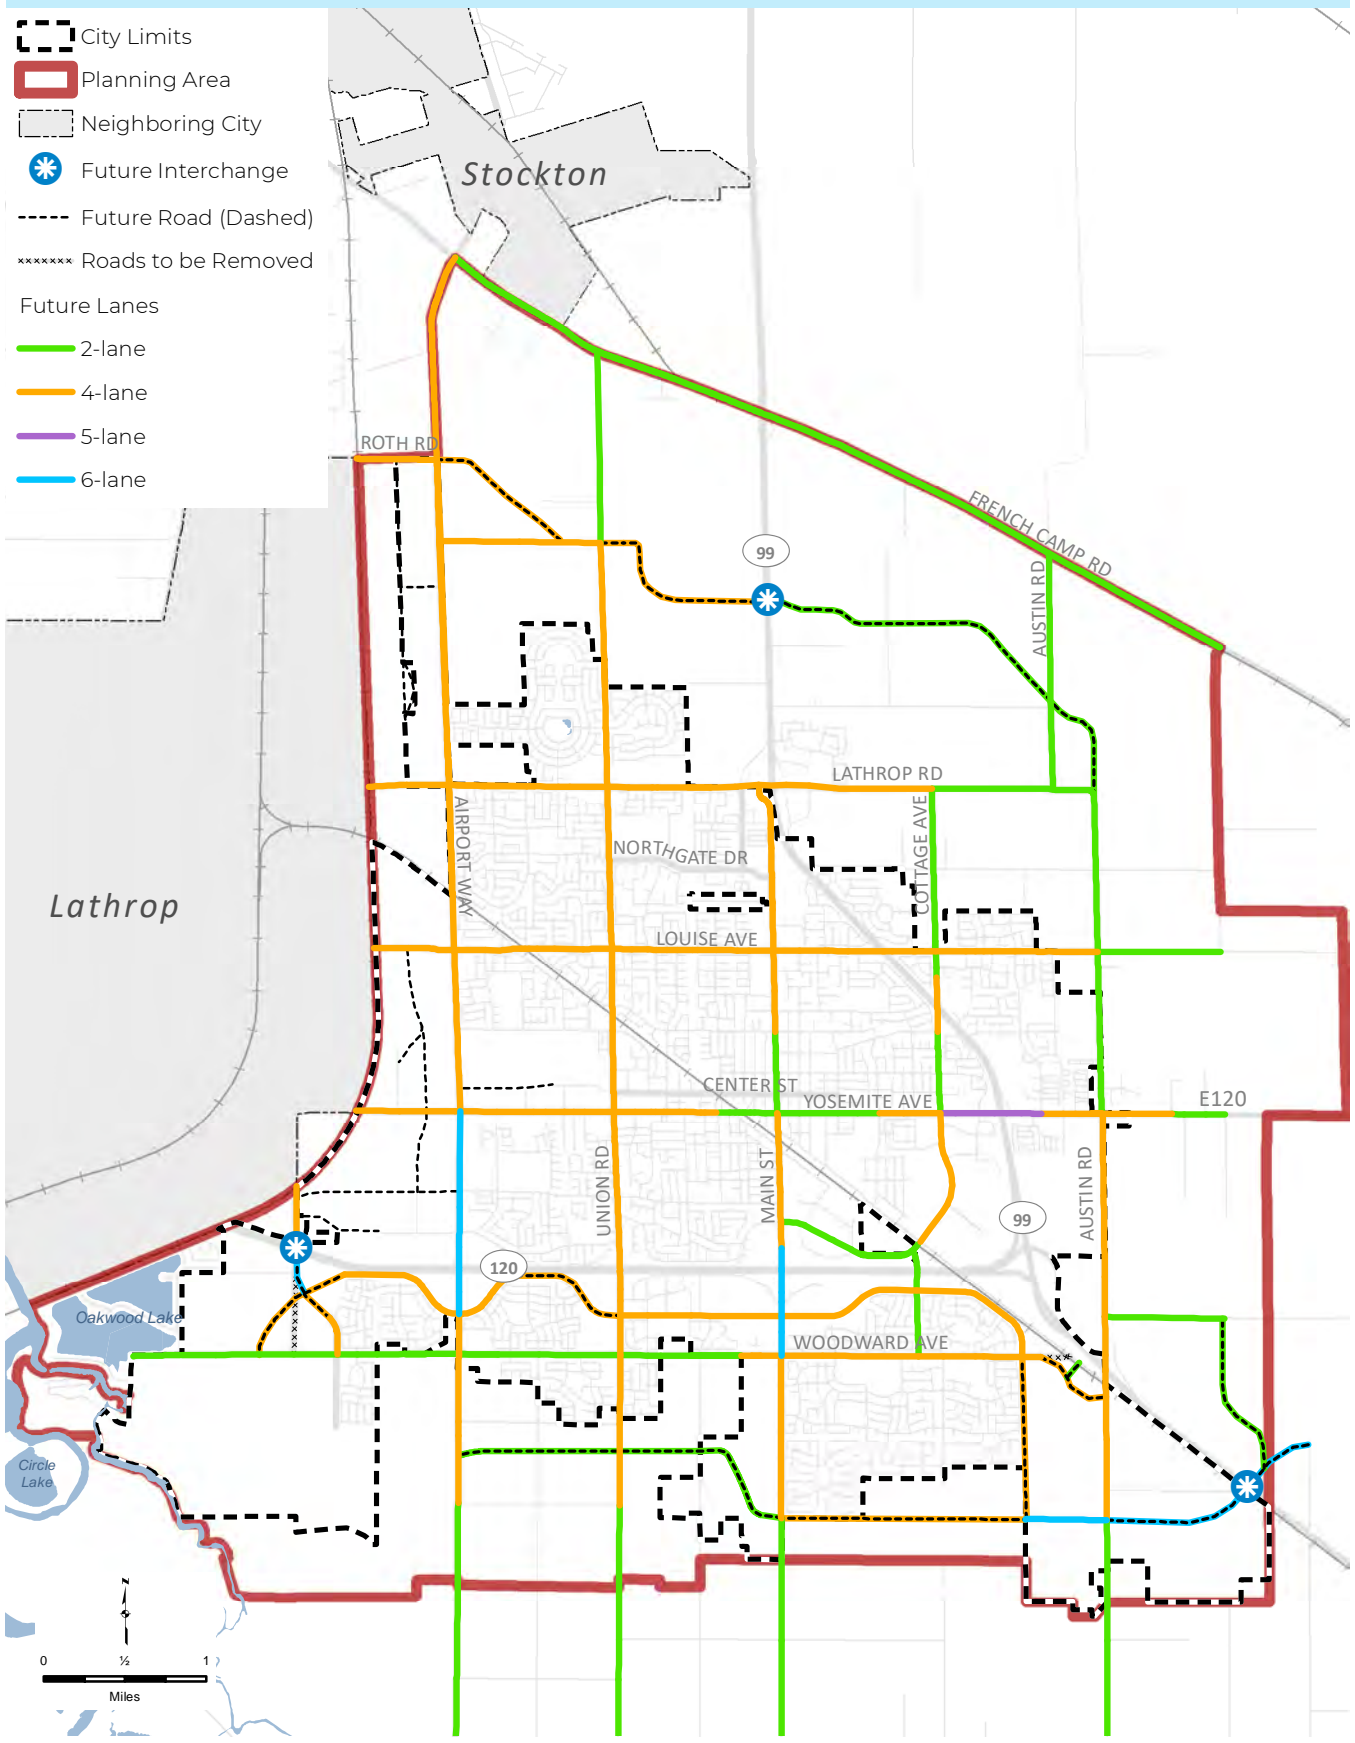 City Limits
Planning Area
Neighboring City
Future Interchange
Future Road (Dashed)
Roads to be Removed
Future Lanes
2-lane
4-lane
5-lane
6-lane
Stockton
ROTH RD
FRENCH CAMP RD
99
AUSTIN RD
LATHROP RD
AIRPORT WAY
COTTAGE AVE
NORTHGATE DR
Lathrop
LOUISE AVE
CENTER ST
YOSEMITE AVE
E120
UNION RD
MAIN ST
AUSTIN RD
99
120
Oakwood Lake
WOODWARD AVE
Circle
Lake
N
0 ½ 1
Miles